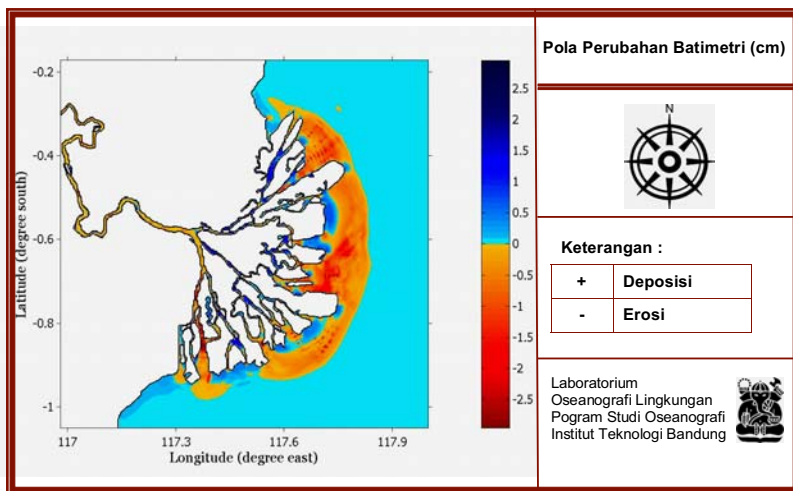 Pola Perubahan Batimetri (cm)
N
Keterangan :
+ Deposisi
- Erosi
Laboratorium
Oseanografi Lingkungan
Pogram Studi Oseanografi
Institut Teknologi Bandung
Latitude (degree south)
-0.2
-0.4
-0.6
-0.8
-1
117 117.3 117.6 117.9
Longitude (degree east)
2.5
2
1.5
1
0.5
0
-0.5
-1
-1.5
-2
-2.5